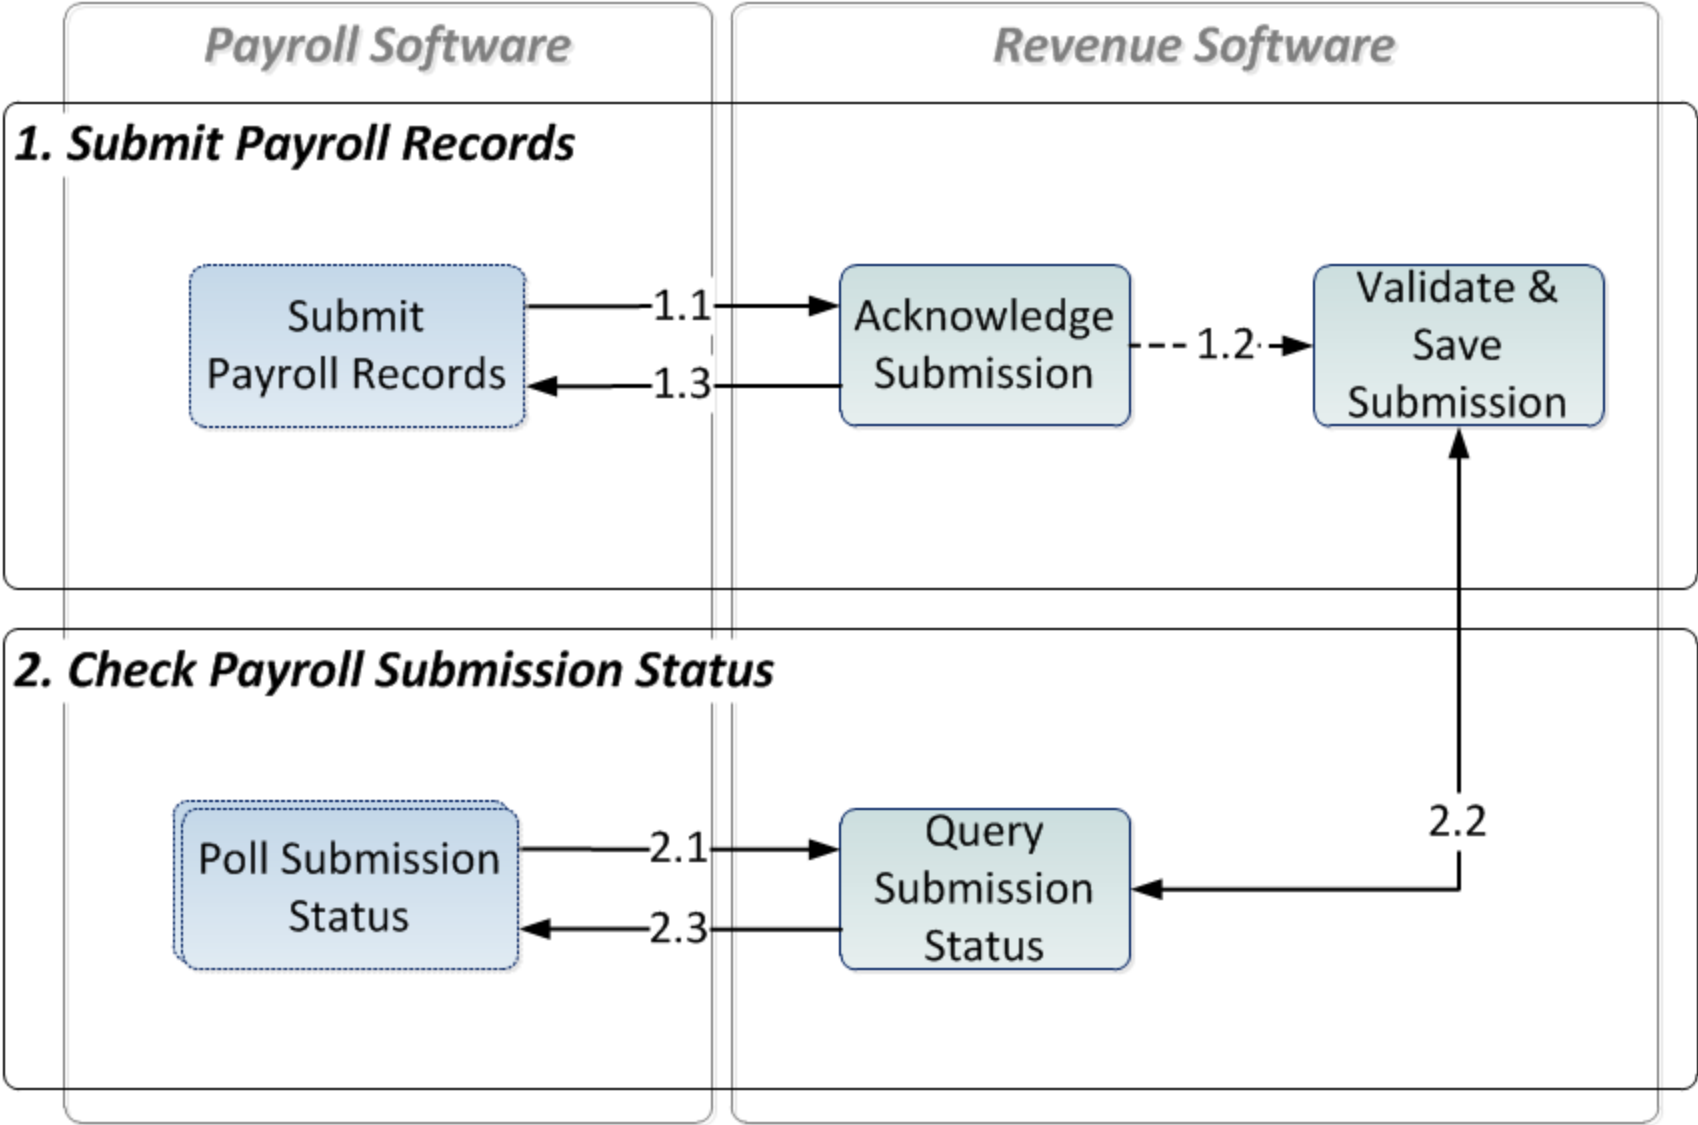 Payroll Software
Revenue Software
1. Submit Payroll Records
Submit
Payroll Records
1.1
1.3
Acknowledge
Submission
1.2
Validate &
Save
Submission
2. Check Payroll Submission Status
Poll Submission
Status
2.1
2.3
Query
Submission
Status
2.2